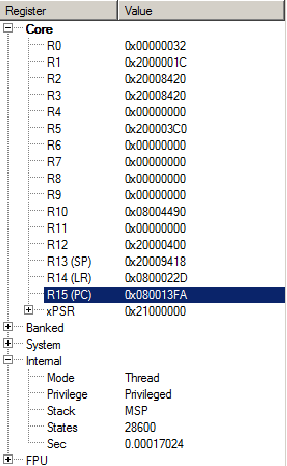 Register Value
Core
R0 0x00000032
R1 0x2000001C
R2 0x20008420
R3 0x20008420
R4 0x00000000
R5 0x200003C0
R6 0x00000000
R7 0x00000000
R8 0x00000000
R9 0x00000000
R10 0x08004490
R11 0x00000000
R12 0x20000400
R13 (SP) 0x20009418
R14 (LR) 0x0800022D
R15 (PC) 0x080013FA
xPSR 0x21000000
Banked
System
Internal
Mode Thread
Privilege Privileged
Stack MSP
States 28600
Sec 0.00017024
FPU